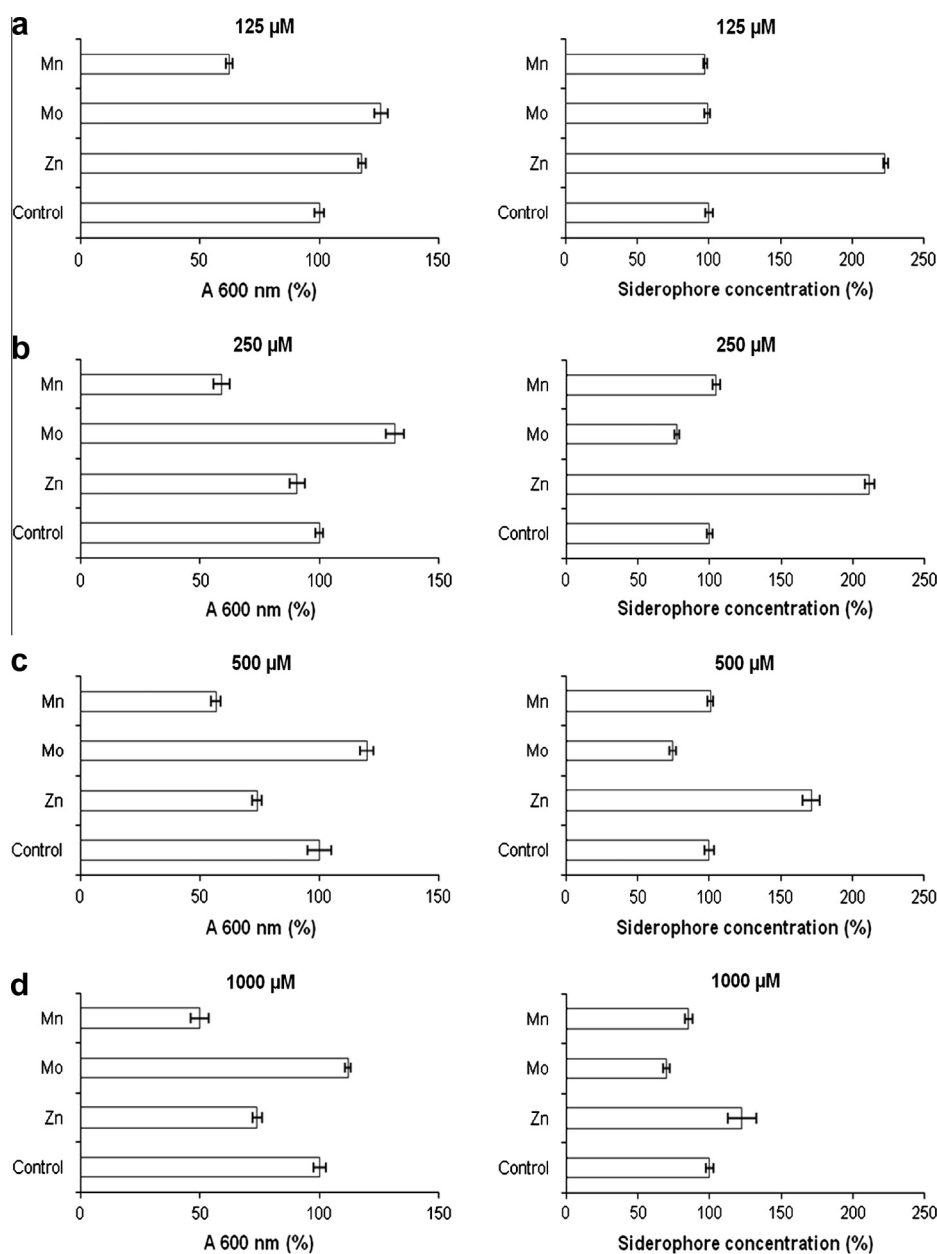 a
125 µM
Mn
Mo
Zn
Control
0 50 100 150
A 600 nm (%)
125 µM
Mn
Mo
Zn
Control
0 50 100 150 200 250
Siderophore concentration (%)
b
250 µM
Mn
Mo
Zn
Control
0 50 100 150
A 600 nm (%)
250 µM
Mn
Mo
Zn
Control
0 50 100 150 200 250
Siderophore concentration (%)
c
500 µM
Mn
Mo
Zn
Control
0 50 100 150
A 600 nm (%)
500 µM
Mn
Mo
Zn
Control
0 50 100 150 200 250
Siderophore concentration (%)
d
1000 µM
Mn
Mo
Zn
Control
0 50 100 150
A 600 nm (%)
1000 µM
Mn
Mo
Zn
Control
0 50 100 150 200 250
Siderophore concentration (%)